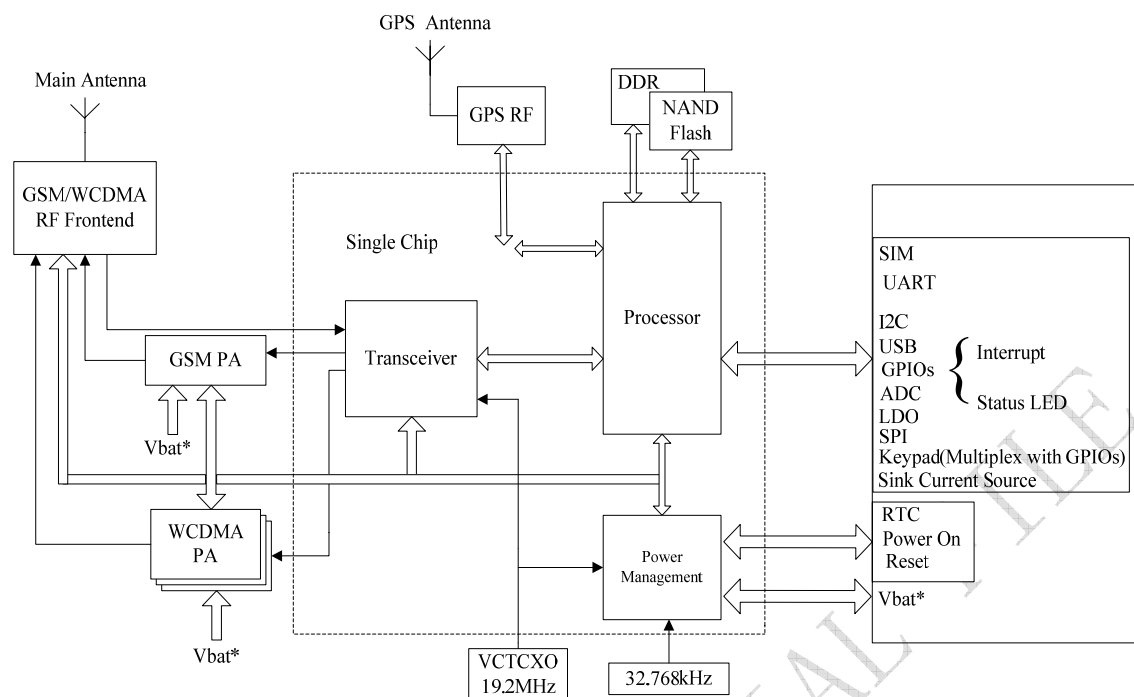 GPS Antenna
Main Antenna
DDR
NAND
Flash
GPS RF
GSM/WCDMA
RF Frontend
Single Chip
SIM
UART
Processor
I2C
USB
GPIOs
Interrupt
Transceiver
GSM PA
ADC
Status LED
LDO
SPI
Vbat*
Keypad(Multiplex with GPIOs)
Sink Current Source
WCDMA
PA
RTC
Power On
Reset
Power
Management
Vbat*
Vbat*
VCTCXO
19.2MHz
32.768kHz